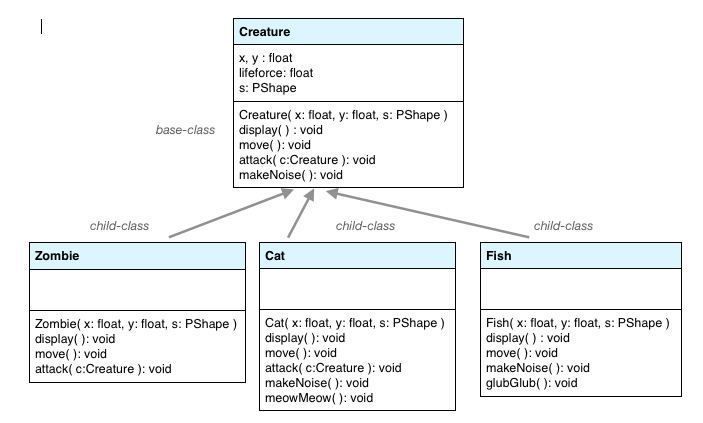 Creature
x, y : float
lifeforce: float
s: PShape
Creature( x: float, y: float, s: PShape )
display( ) : void
move( ): void
attack( c:Creature ): void
makeNoise( ): void
base-class
child-class
child-class
child-class
Zombie
Zombie( x: float, y: float, s: PShape )
display( ): void
move( ): void
attack( c:Creature ): void
Cat
Cat( x: float, y: float, s: PShape )
display( ): void
move( ): void
attack( c:Creature ): void
makeNoise( ): void
meowMeow( ): void
Fish
Fish( x: float, y: float, s: PShape )
display( ) : void
move( ): void
makeNoise( ): void
glubGlub( ): void